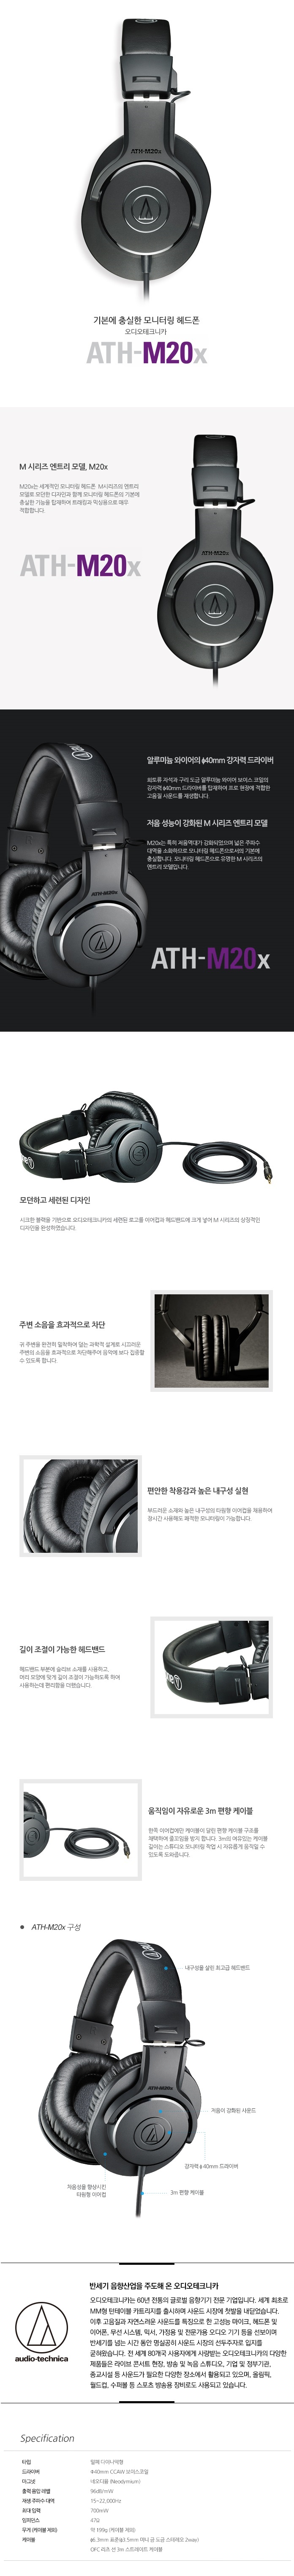 ATH-M20x
기본에 충실한 모니터링 헤드폰
오디오테크니카
ATH-M20x
M 시리즈 엔트리 모델, M20x
M20x는 세계적인 모니터링 헤드폰 M시리즈의 엔트리
모델로 모던한 디자인과 함께 모니터링 헤드폰의 기본에
충실한 기능을 탑재하여 트래킹과 믹싱용으로 매우
적합합니다.
ATH-M20x
ATH-M20x
알루미늄 와이어의 ɸ40mm 강자력 드라이버
희토류 자석과 구리 도금 알루미늄 와이어 보이스 코일의
강자력 ɸ40mm 드라이버를 탑재하여 프로 현장에 적합한
고음질 사운드를 재생합니다.
저음 성능이 강화된 M 시리즈 엔트리 모델
M20x는 특히 저음역대가 강화되었으며 넓은 주파수
대역을 소화하므로 모니터링 헤드폰으로서의 기본에
충실합니다. 모니터링 헤드폰으로 유명한 M 시리즈의
엔트리 모델입니다.
ATH-M20x
ATH-M20x
모던하고 세련된 디자인
시크한 블랙을 기반으로 오디오테크니카의 세련된 로고를 이어컵과 헤드밴드에 크게 넣어 M 시리즈의 상징적인
디자인을 완성하였습니다.
주변 소음을 효과적으로 차단
귀 주변을 완전히 밀착하여 덮는 과학적 설계로 시끄러운
주변의 소음을 효과적으로 차단해주어 음악에 보다 집중할
수 있도록 합니다.
편안한 착용감과 높은 내구성 실현
부드러운 소재와 높은 내구성의 타원형 이어컵을 채용하여
장시간 사용해도 쾌적한 모니터링이 가능합니다.
길이 조절이 가능한 헤드밴드
헤드밴드 부분에 슬라브 소재를 사용하고,
머리 모양에 맞게 길이 조절이 가능하도록 하여
사용하는데 편리함을 더했습니다.
움직임이 자유로운 3m 편향 케이블
한쪽 이어컵에만 케이블이 달린 편향 케이블 구조를
채택하여 줄꼬임을 방지 합니다. 3m의 여유있는 케이블
길이는 스튜디오 모니터링 작업 시 자유롭게 움직일 수
있도록 도와줍니다.
● ATH-M20x 구성
내구성을 살린 최고급 헤드밴드
ATH-M20x
저음이 강화된 사운드
강자력 ɸ40mm 드라이버
차음성을 향상시킨
타원형 이어컵
3m 편향 케이블
반세기 음향산업을 주도해 온 오디오테크니카
오디오테크니카는 60년 전통의 글로벌 음향기기 전문 기업입니다. 세계 최초로
MM형 턴테이블 카트리지를 출시하며 사운드 시장에 첫발을 내딛었습니다.
이후 고음질과 자연스러운 사운드를 특징으로 한 고성능 마이크, 헤드폰 및
이어폰, 무선 시스템, 믹서, 가정용 및 전문가용 오디오 기기 등을 선보이며
반세기를 넘는 시간 동안 명실공히 사운드 시장의 선두주자로 입지를
굳혀왔습니다. 전 세계 80개국 사용자에게 사랑받는 오디오테크니카의 다양한
제품들은 라이브 콘서트 현장, 방송 및 녹음 스튜디오, 기업 및 정부기관,
종교시설 등 사운드가 필요한 다양한 장소에서 활용되고 있으며, 올림픽,
월드컵, 수퍼볼 등 스포츠 방송용 장비로도 사용되고 있습니다.
audio-technica
Specification
타입 밀폐 다이나믹형
드라이버 Φ40mm CCAW 보이스코일
마그넷 네오디뮴 (Neodymium)
출력 음압 레벨 96dB/mW
재생 주파수 대역 15~22,000Hz
최대 입력 700mW
임피던스 47Ω
무게 (케이블 제외) 약 199g (케이블 제외)
케이블 ɸ6.3mm 표준/ɸ3.5mm 미니 금 도금 스테레오 2way)
OFC 리츠 선 3m 스트레이트 케이블